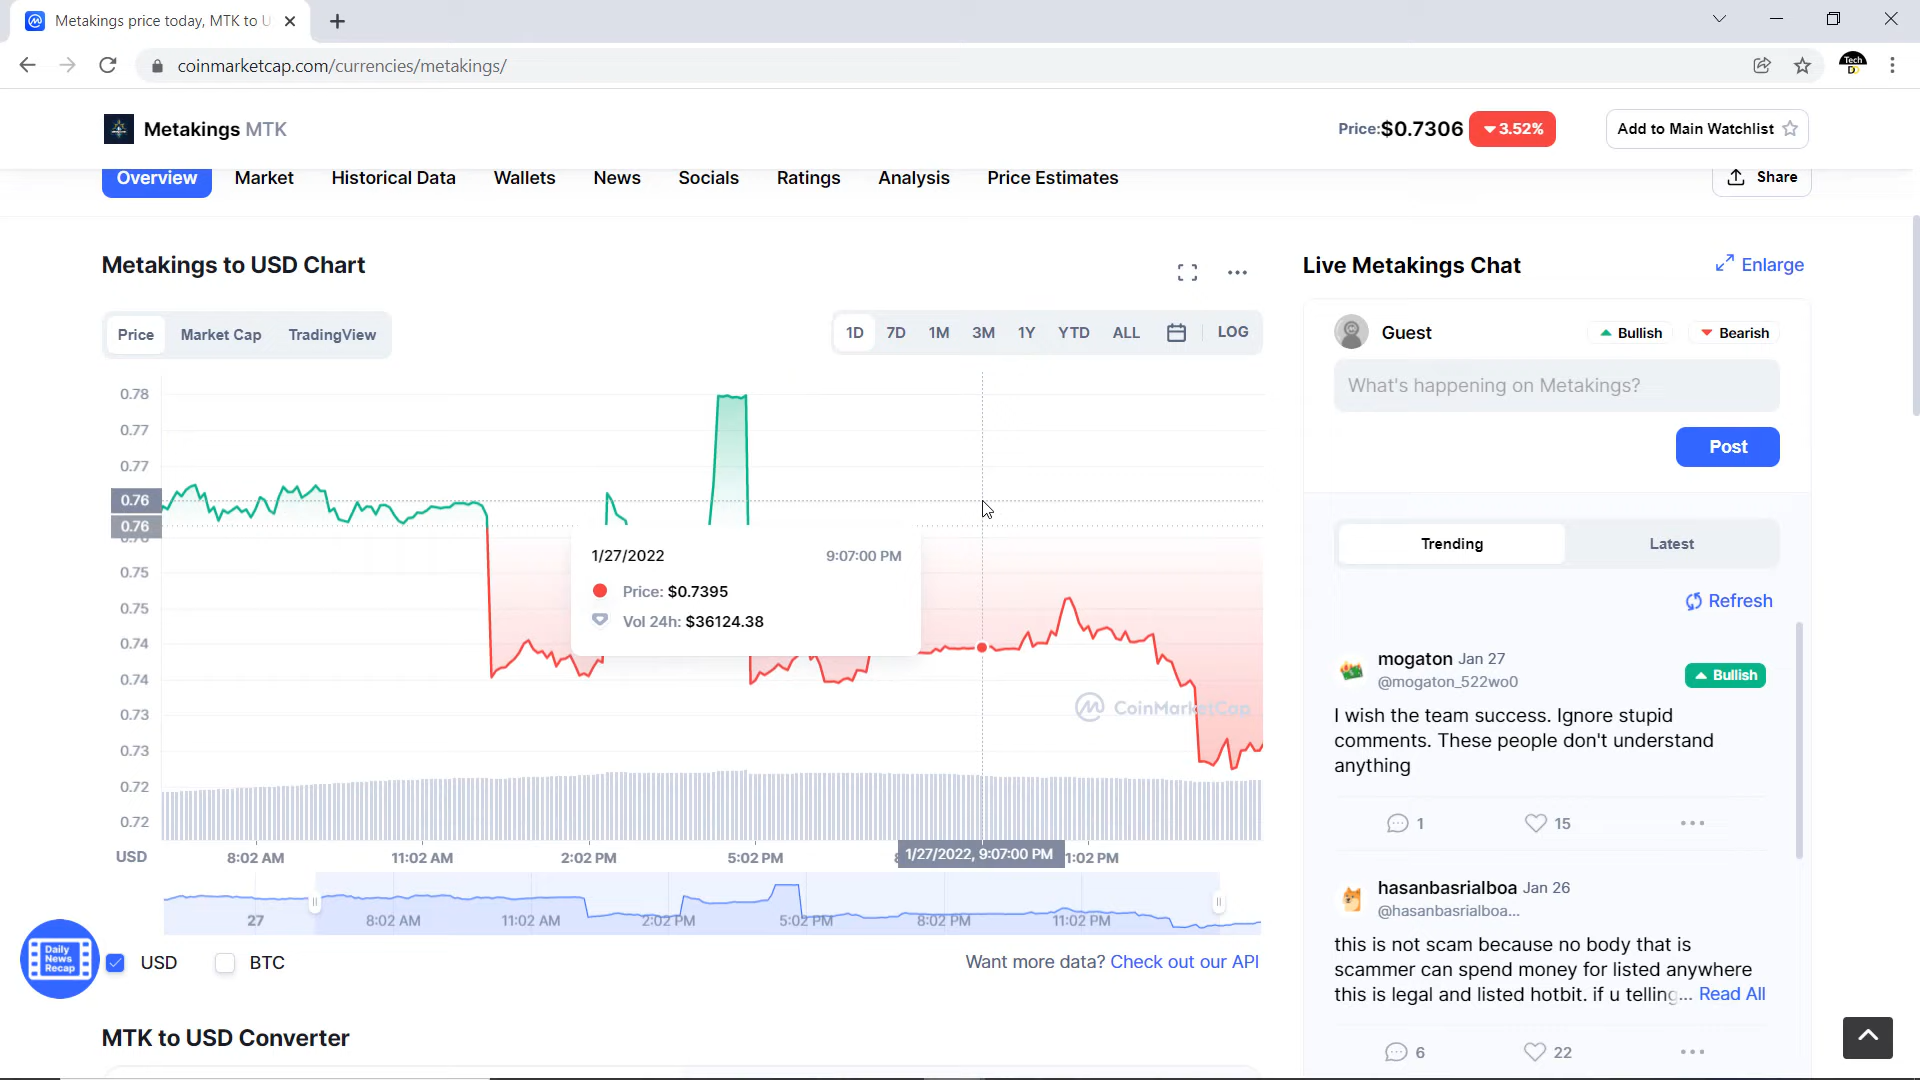 Metakings price today, MTK to U
coinmarketcap.com/currencies/metakings/
Tech
D
Metakings MTK
Price:$0.7306
3.52%
Add to Main Watchlist
Overview
Market
Historical Data
Wallets
News
Socials
Ratings
Analysis
Price Estimates
Share
Metakings to USD Chart
Price
Market Cap
TradingView
1D
7D
1M
3M
1Y
YTD
ALL
LOG
0.78
0.77
0.77
0.76
0.76
0.75
0.75
0.74
0.74
0.73
0.73
0.72
0.72
1/27/2022
9:07:00 PM
Price: $0.7395
Vol 24h: $36124.38
CoinMarketCap
USD
8:02 AM
11:02 AM
2:02 PM
5:02 PM
1/27/2022, 9:07:00 PM
1:02 PM
27
8:02 AM
11:02 AM
2:02 PM
5:02 PM
8:02 PM
11:02 PM
Daily
News
Recap
USD
BTC
Want more data? Check out our API
MTK to USD Converter
Live Metakings Chat
Enlarge
Guest
Bullish
Bearish
What's happening on Metakings?
Post
Trending
Latest
Refresh
mogaton Jan 27
@mogaton_522wo0
Bullish
I wish the team success. Ignore stupid
comments. These people don't understand
anything
1
15
hasanbasrialboa Jan 26
@hasanbasrialboa...
this is not scam because no body that is
scammer can spend money for listed anywhere
this is legal and listed hotbit. if u telling... Read All
6
22